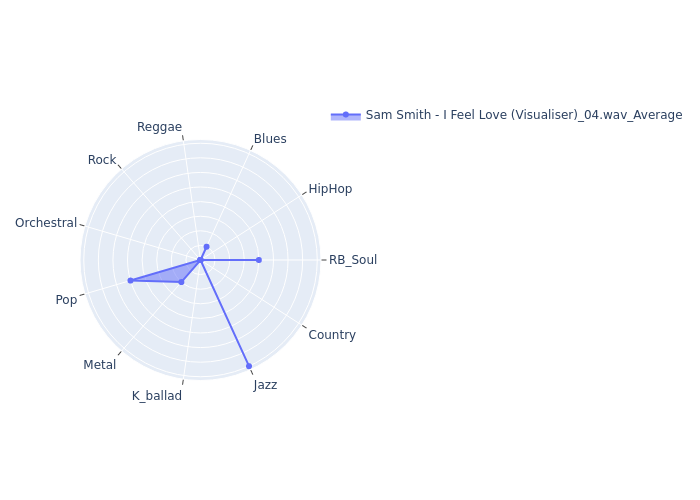 Sam Smith - I Feel Love (Visualiser)_04.wav_Average
Reggae
Blues
Rock
HipHop
Orchestral
RB_Soul
Pop
Country
Metal
Jazz
K_ballad